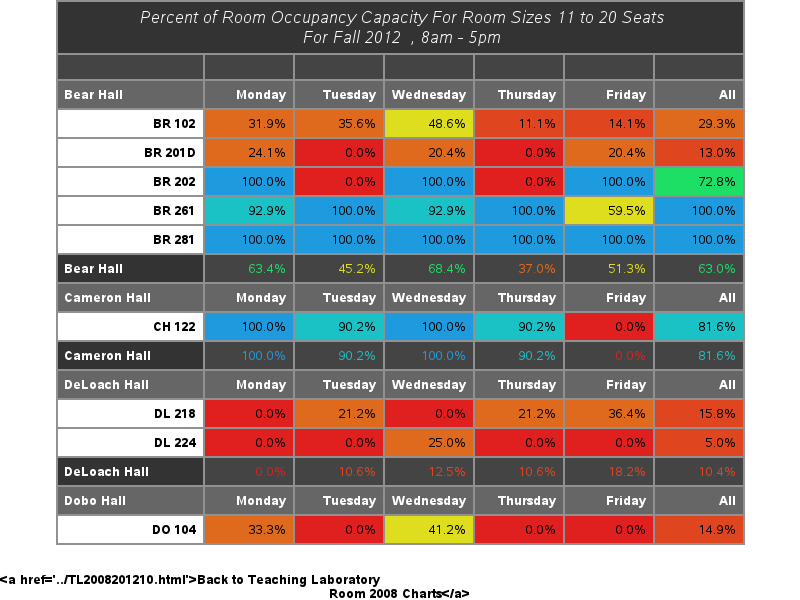 Percent of Room Occupancy Capacity For Room Sizes 11 to 20 Seats
For Fall 2012 , 8am - 5pm
Bear Hall Monday Tuesday Wednesday Thursday Friday All
BR 102 31.9% 35.6% 48.6% 11.1% 14.1% 29.3%
BR 201D 24.1% 0.0% 20.4% 0.0% 20.4% 13.0%
BR 202 100.0% 0.0% 100.0% 0.0% 100.0% 72.8%
BR 261 92.9% 100.0% 92.9% 100.0% 59.5% 100.0%
BR 281 100.0% 100.0% 100.0% 100.0% 100.0% 100.0%
Bear Hall 63.4% 45.2% 68.4% 37.0% 51.3% 63.0%
Cameron Hall Monday Tuesday Wednesday Thursday Friday All
CH 122 100.0% 90.2% 100.0% 90.2% 0.0% 81.6%
Cameron Hall 100.0% 90.2% 100.0% 90.2% 0.0% 81.6%
DeLoach Hall Monday Tuesday Wednesday Thursday Friday All
DL 218 0.0% 21.2% 0.0% 21.2% 36.4% 15.8%
DL 224 0.0% 0.0% 25.0% 0.0% 0.0% 5.0%
DeLoach Hall 0.0% 10.6% 12.5% 10.6% 18.2% 10.4%
Dobo Hall Monday Tuesday Wednesday Thursday Friday All
DO 104 33.3% 0.0% 41.2% 0.0% 0.0% 14.9%
<a href='../TL2008201210.html'>Back to Teaching Laboratory
Room 2008 Charts</a>